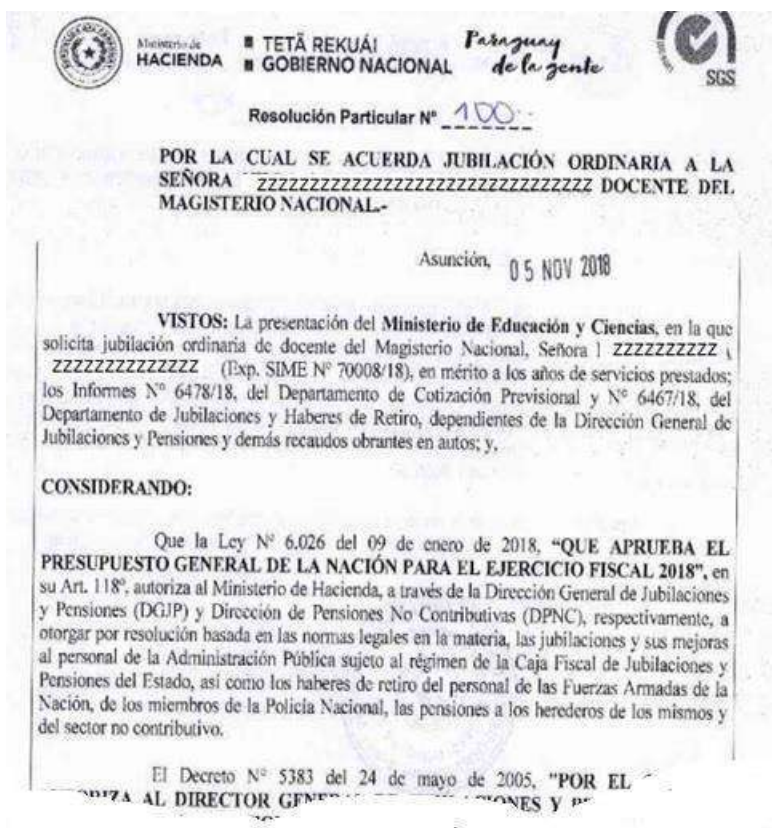 Ministerio de
HACIENDA
■ TETÃ REKUÁI
■ GOBIERNO NACIONAL
Paraguay
de la gente
SGS
Resolución Particular Nº 100
POR LA CUAL SE ACUERDA JUBILACIÓN ORDINARIA A LA
SEÑORA ZZZZZZZZZZZZZZZZZZZZZZZZZZZZZZZZZ DOCENTE DEL
MAGISTERIO NACIONAL.-
Asunción, 05 NOV 2018
VISTOS: La presentación del Ministerio de Educación y Ciencias, en la que
solicita jubilación ordinaria de docente del Magisterio Nacional, Señora ZZZZZZZZZZ
ZZZZZZZZZZZZZZ (Exp. SIME Nº 70008/18), en mérito a los años de servicios prestados;
los Informes Nº 6478/18, del Departamento de Cotización Previsional y Nº 6467/18, del
Departamento de Jubilaciones y Haberes de Retiro, dependientes de la Dirección General de
Jubilaciones y Pensiones y demás recaudos obrantes en autos; y,
CONSIDERANDO:
Que la Ley Nº 6.026 del 09 de enero de 2018, “QUE APRUEBA EL
PRESUPUESTO GENERAL DE LA NACIÓN PARA EL EJERCICIO FISCAL 2018”, en
su Art. 118º, autoriza al Ministerio de Hacienda, a través de la Dirección General de Jubilaciones
y Pensiones (DGJP) y Dirección de Pensiones No Contributivas (DPNC), respectivamente, a
otorgar por resolución basada en las normas legales en la materia, las jubilaciones y sus mejoras
al personal de la Administración Pública sujeto al régimen de la Caja Fiscal de Jubilaciones y
Pensiones del Estado, así como los haberes de retiro del personal de las Fuerzas Armadas de la
Nación, de los miembros de la Policía Nacional, las pensiones a los herederos de los mismos y
del sector no contributivo.
El Decreto Nº 5383 del 24 de mayo de 2005, “POR EL
AL DIRECTOR